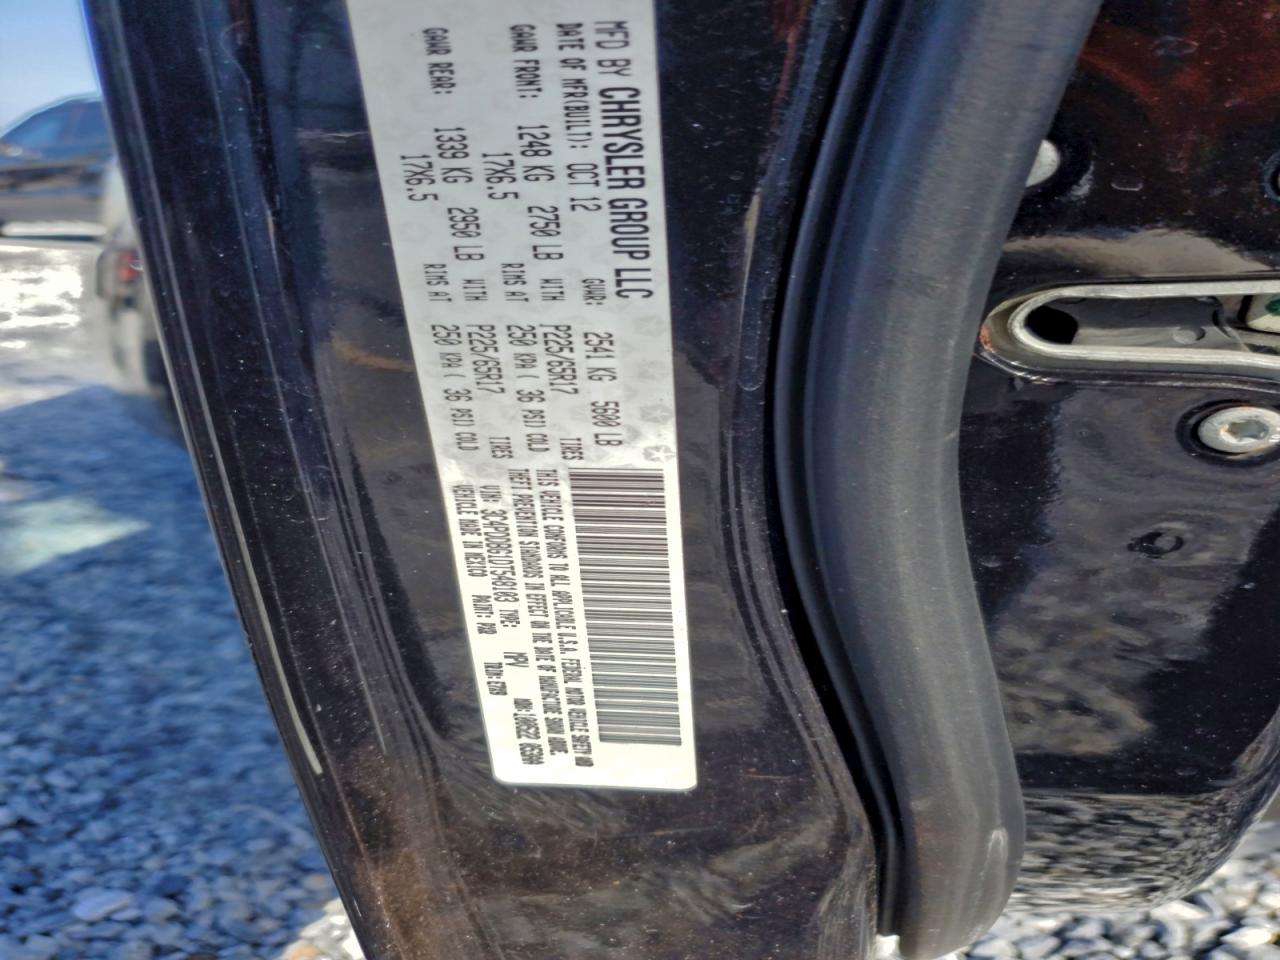 MFD BY CHRYSLER GROUP LLC
DATE OF MFR(BUILT): OCT 12 GVWR: 2541 KG 5600 LB
GAWR FRONT: 1248 KG 2750 LB WITH P225/65R17 TIRES
17X6.5 RIMS AT 250 KPA ( 36 PSI) COLD
GAWR REAR: 1339 KG 2950 LB WITH P225/65R17 TIRES
17X6.5 RIMS AT 250 KPA ( 36 PSI) COLD
THIS VEHICLE CONFORMS TO ALL APPLICABLE U.S.A. FEDERAL MOTOR VEHICLE SAFETY AND
THEFT PREVENTION STANDARDS IN EFFECT ON THE DATE OF MANUFACTURE SHOWN ABOVE.
VIN: 3C4PDDGG1DT548103 TYPE: MPV
VEHICLE MADE IN MEXICO PAINT: TRIM: